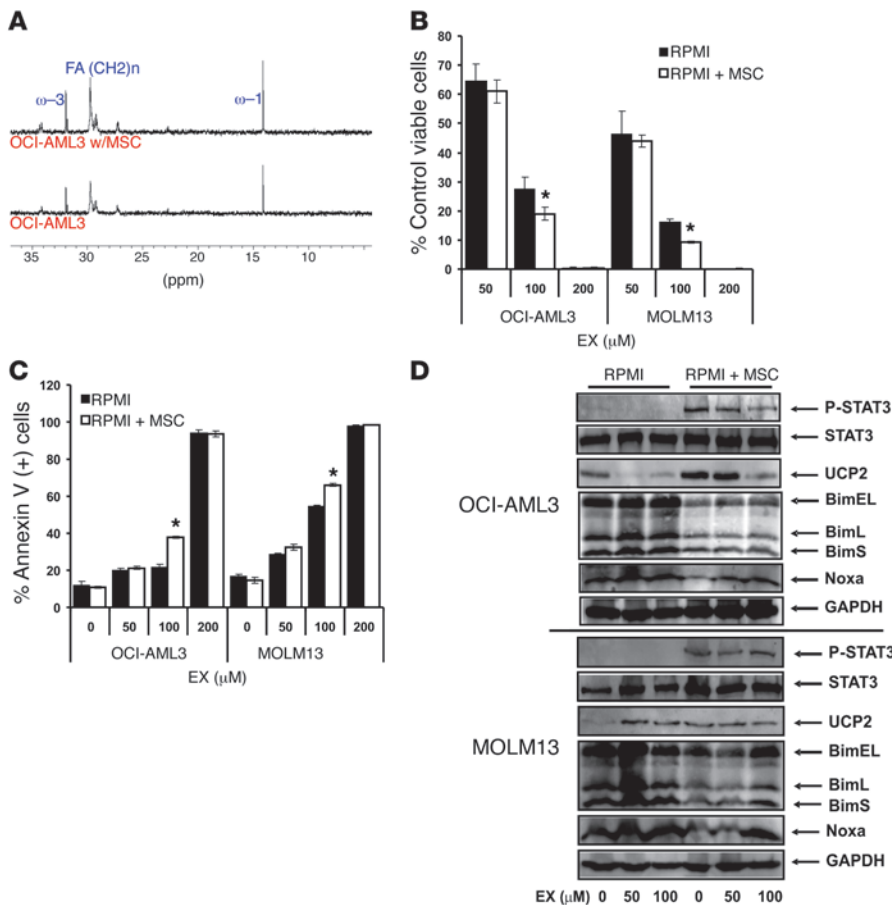 A
FA (CH2)n
ω–3
ω–1
OCI-AML3 w/MSC
OCI-AML3
35 30 25 20 15 10
(ppm)
B
80
70
60
50
40
30
20
10
0
% Control viable cells
RPMI
RPMI + MSC
* *
50 100 200 50 100 200
OCI-AML3 MOLM13
EX (μM)
C
120
100
80
60
40
20
0
% Annexin V (+) cells
RPMI
RPMI + MSC
* *
0 50 100 200 0 50 100 200
OCI-AML3 MOLM13
EX (μM)
D
RPMI RPMI + MSC
OCI-AML3
P-STAT3
STAT3
UCP2
BimEL
BimL
BimS
Noxa
GAPDH
MOLM13
P-STAT3
STAT3
UCP2
BimEL
BimL
BimS
Noxa
GAPDH
EX (μM) 0 50 100 0 50 100